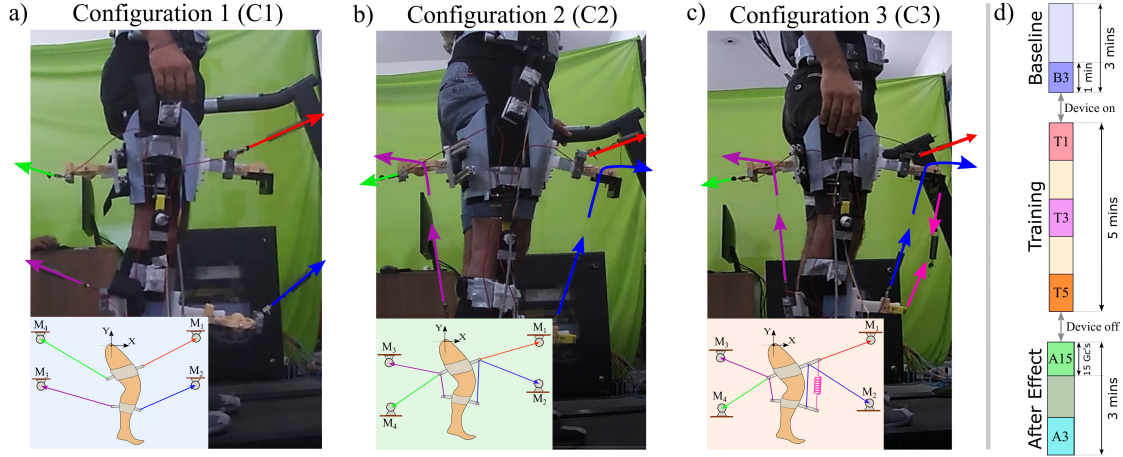 a) Configuration 1 (C1)
b) Configuration 2 (C2)
c) Configuration 3 (C3)
d)
M4
Y
X
M1
M3
M2
Y
X
M1
M3
M2
M4
Y
X
M1
M3
M4
M2
Baseline
B3
1 min
3 mins
Device on
Training
T1
T3
T5
5 mins
Device off
After Effect
A15
15 Gc's
A3
3 mins